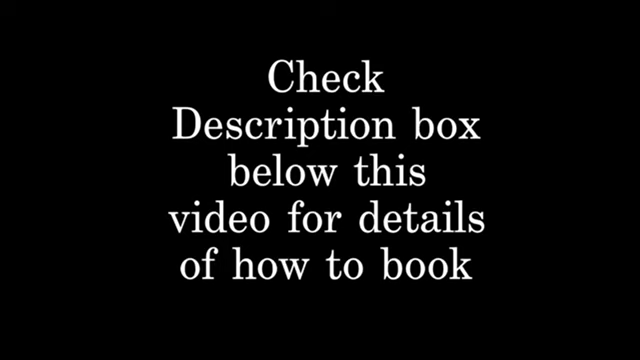 Check
Description box
below this
video for details
of how to book